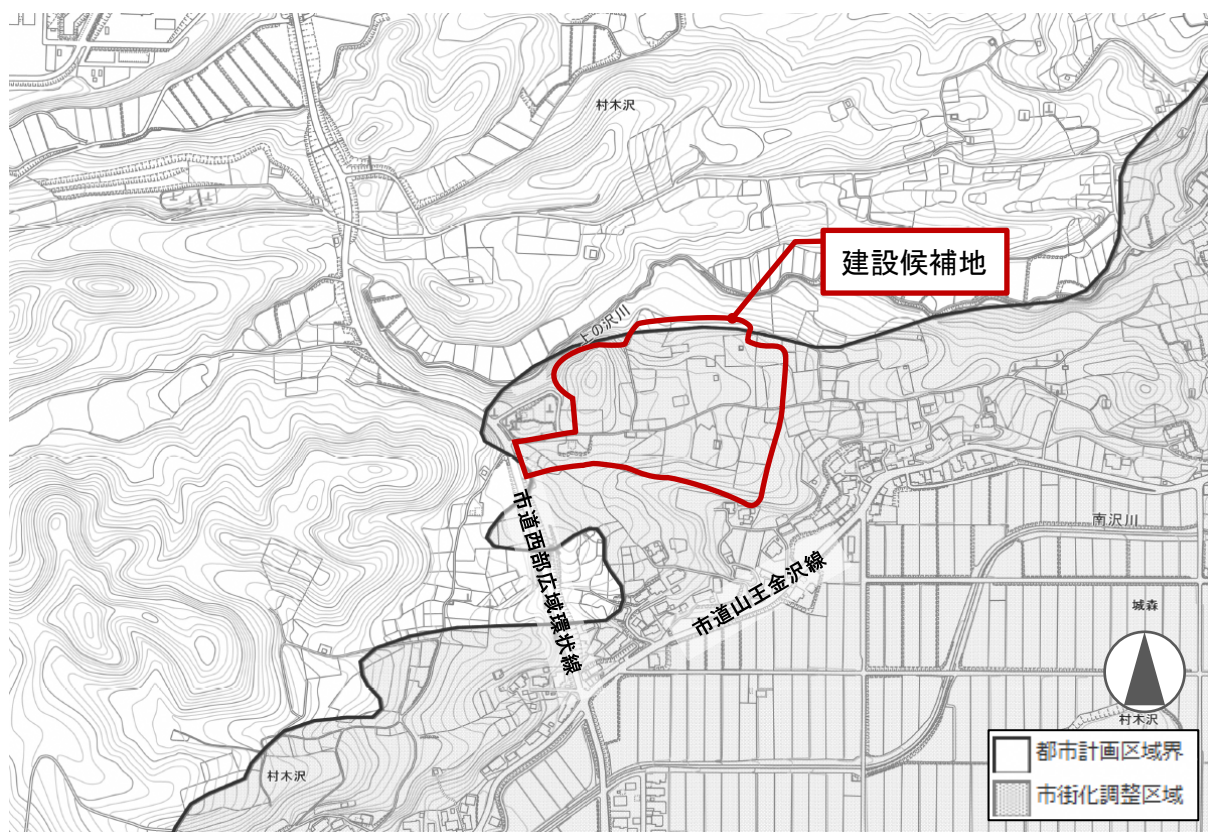 村木沢
建設候補地
上の沢川
市道西部広域環状線
南沢川
市道山王金沢線
城森
村木沢
村木沢
都市計画区域界
市街化調整区域